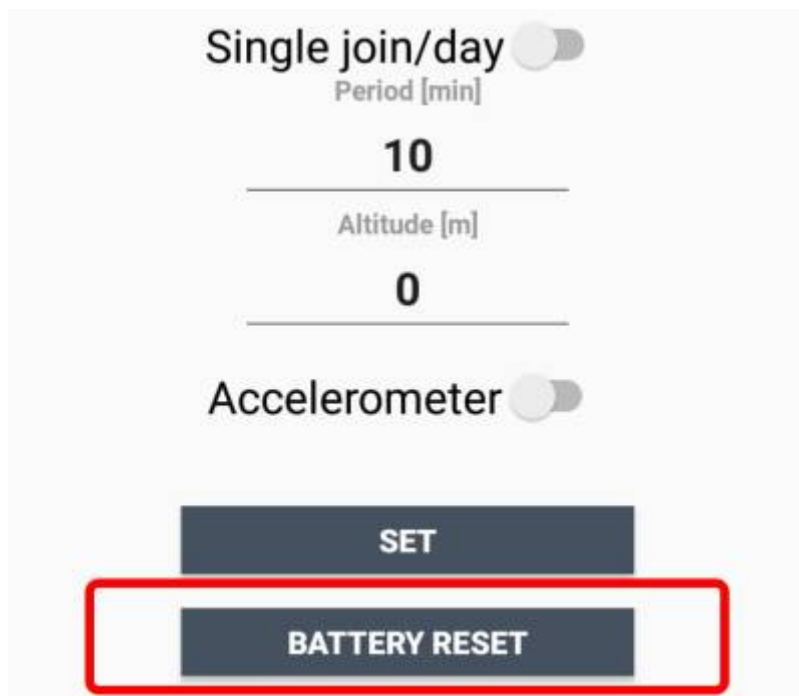 Single join/day
Period [min]
10
Altitude [m]
0
Accelerometer
SET
BATTERY RESET